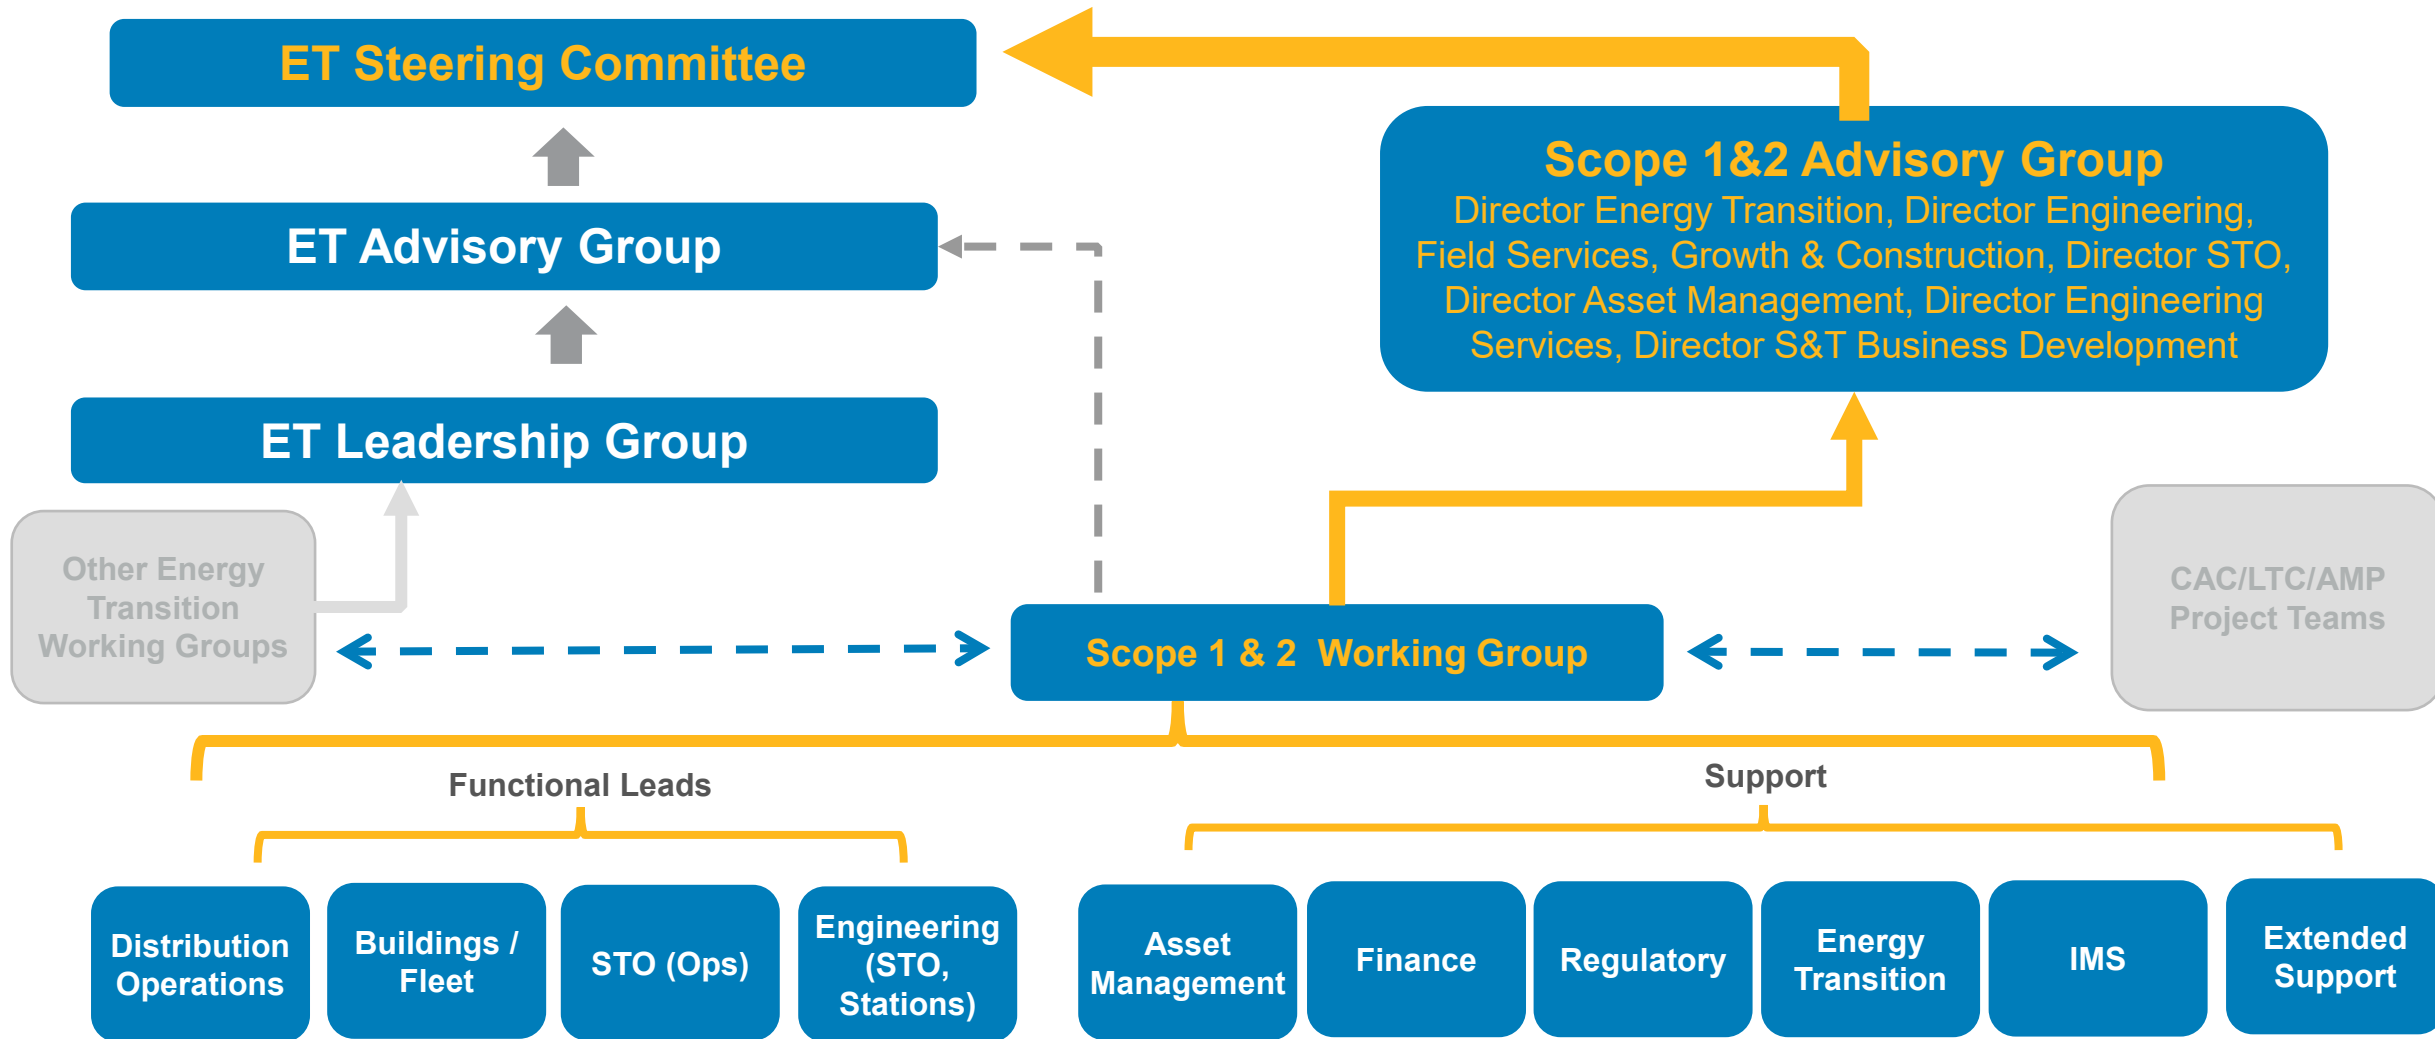 ET Steering Committee
Scope 1&2 Advisory Group
Director Energy Transition, Director Engineering,
Field Services, Growth & Construction, Director STO,
Director Asset Management, Director Engineering
Services, Director S&T Business Development
ET Advisory Group
ET Leadership Group
Other Energy
Transition
Working Groups
Scope 1 & 2 Working Group
CAC/LTC/AMP
Project Teams
Functional Leads
Support
Distribution
Operations
Buildings /
Fleet
STO (Ops)
Engineering
(STO,
Stations)
Asset
Management
Finance
Regulatory
Energy
Transition
IMS
Extended
Support